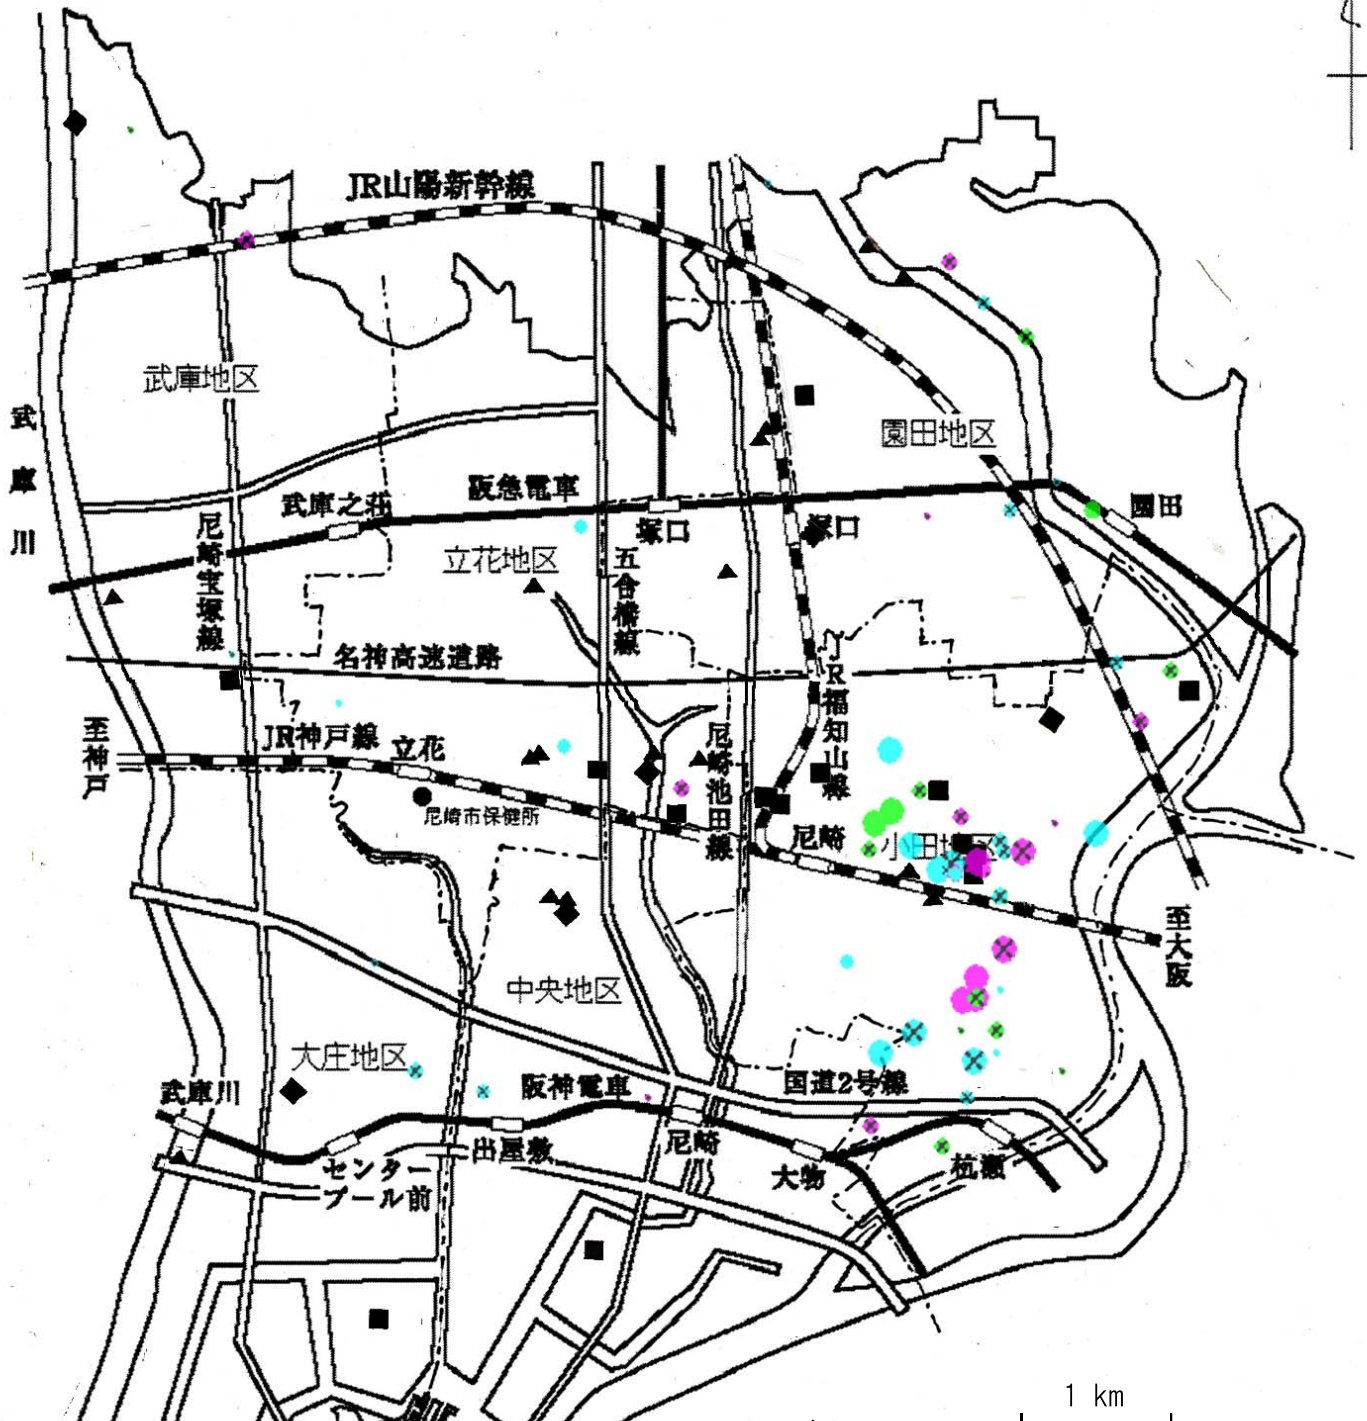 JR山陽新幹線
武庫地区
武庫川
園田地区
阪急電車
武庫之荘
園田
塚口
塚口
尼崎宝塚線
立花地区
五合橋線
名神高速道路
JR福知山線
至神戸
JR神戸線
立花
尼崎池田線
尼崎市保健所
尼崎
小田地区
至大阪
中央地区
大庄地区
武庫川
阪神電車
国道2号線
出屋敷
尼崎
センター
プール前
大物
杭瀬
1 km